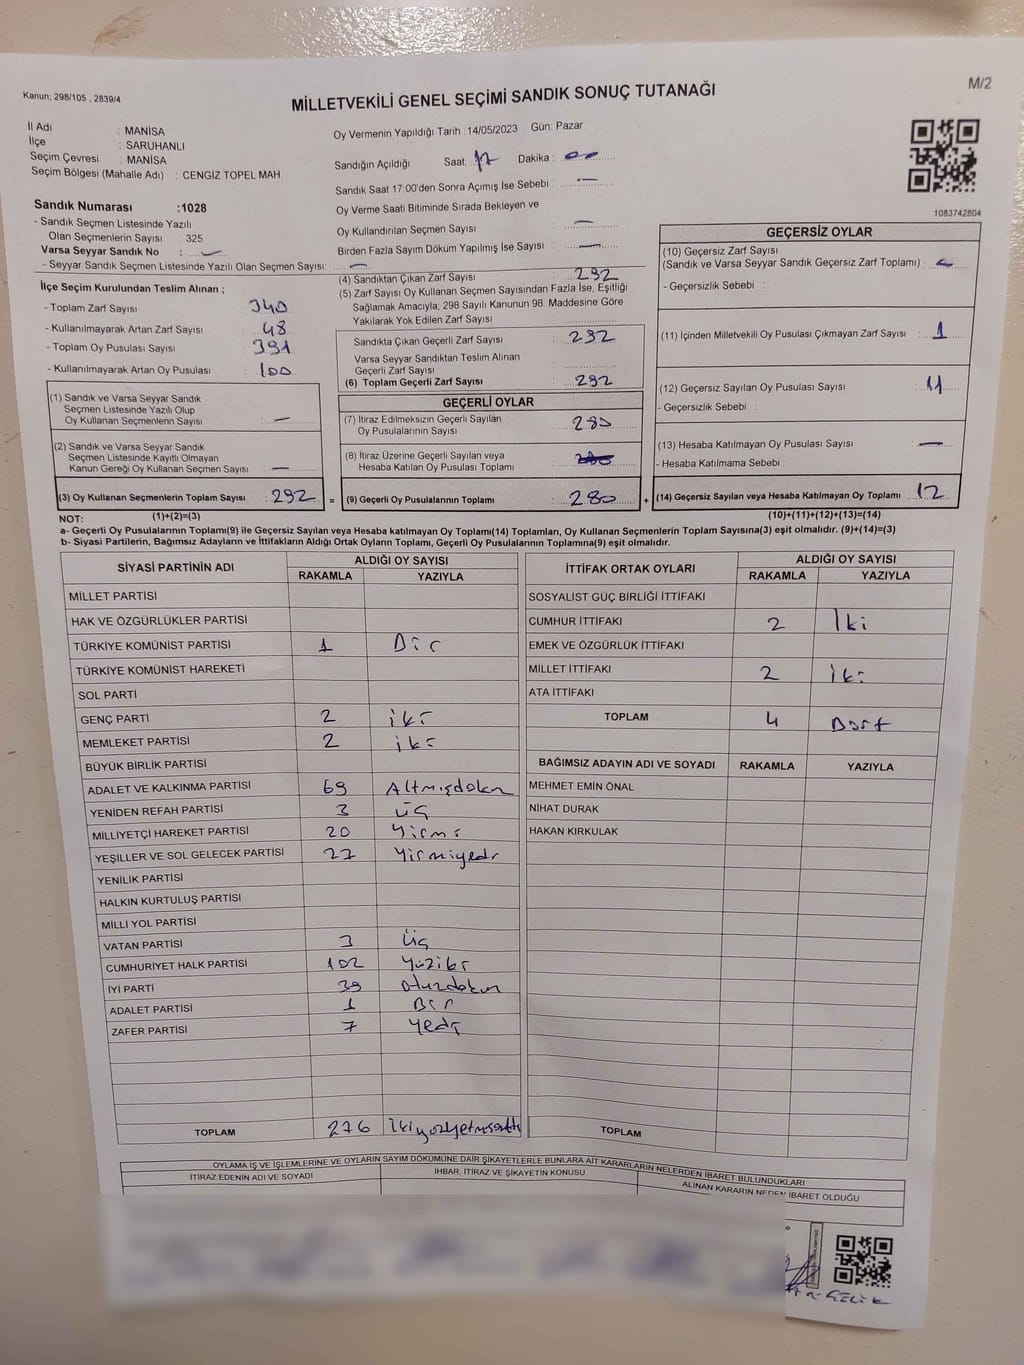 Kanun; 298/105 , 2839/4
MİLLETVEKİLİ GENEL SEÇİMİ SANDIK SONUÇ TUTANAĞI
M/2
İl Adı : MANİSA
İlçe : SARUHANLI
Seçim Çevresi : MANİSA
Seçim Bölgesi (Mahalle Adı) : CENGİZ TOPEL MAH
Sandık Numarası :1028
- Sandık Seçmen Listesinde Yazılı
Olan Seçmenlerin Sayısı : 325
Varsa Seyyar Sandık No : —
- Seyyar Sandık Seçmen Listesinde Yazılı Olan Seçmen Sayısı: —
İlçe Seçim Kurulundan Teslim Alınan ;
- Toplam Zarf Sayısı : 340
- Kullanılmayarak Artan Zarf Sayısı : 48
- Toplam Oy Pusulası Sayısı : 391
- Kullanılmayarak Artan Oy Pusulası : 100
(1) Sandık ve Varsa Seyyar Sandık
Seçmen Listesinde Yazılı Olup
Oy Kullanan Seçmenlerin Sayısı : —
(2) Sandık ve Varsa Seyyar Sandık
Seçmen Listesinde Kayıtlı Olmayan
Kanun Gereği Oy Kullanan Seçmen Sayısı : —
(3) Oy Kullanan Seçmenlerin Toplam Sayısı : 292
Oy Vermenin Yapıldığı Tarih :14/05/2023 Gün: Pazar
Sandığın Açıldığı Saat: 17 Dakika : 00
Sandık Saat 17:00'den Sonra Açımış İse Sebebi : —
Oy Verme Saati Bitiminde Sırada Bekleyen ve
Oy Kullandırılan Seçmen Sayısı : —
Birden Fazla Sayım Döküm Yapılmış İse Sayısı : —
(4) Sandıktan Çıkan Zarf Sayısı : 292
(5) Zarf Sayısı Oy Kullanan Seçmen Sayısından Fazla İse, Eşitliği
Sağlamak Amacıyla; 298 Sayılı Kanunun 98. Maddesine Göre
Yakılarak Yok Edilen Zarf Sayısı :
Sandıkta Çıkan Geçerli Zarf Sayısı : 292
Varsa Seyyar Sandıktan Teslim Alınan
Geçerli Zarf Sayısı :
(6) Toplam Geçerli Zarf Sayısı : 292
GEÇERLİ OYLAR
(7) İtiraz Edilmeksizin Geçerli Sayılan
Oy Pusulalarının Sayısı : 280
(8) İtiraz Üzerine Geçerli Sayılan veya
Hesaba Katılan Oy Pusulası Toplamı :
= (9) Geçerli Oy Pusulalarının Toplamı : 280
1083742804
GEÇERSİZ OYLAR
(10) Geçersiz Zarf Sayısı
(Sandık ve Varsa Seyyar Sandık Geçersiz Zarf Toplamı) :
- Geçersizlik Sebebi :
(11) İçinden Milletvekili Oy Pusulası Çıkmayan Zarf Sayısı : 1
(12) Geçersiz Sayılan Oy Pusulası Sayısı : 11
- Geçersizlik Sebebi :
(13) Hesaba Katılmayan Oy Pusulası Sayısı : —
- Hesaba Katılmama Sebebi :
+ (14) Geçersiz Sayılan veya Hesaba Katılmayan Oy Toplamı : 12
NOT: (1)+(2)=(3) (10)+(11)+(12)+(13)=(14)
a- Geçerli Oy Pusulalarının Toplamı(9) ile Geçersiz Sayılan veya Hesaba katılmayan Oy Toplamı(14) Toplamları, Oy Kullanan Seçmenlerin Toplam Sayısına(3) eşit olmalıdır. (9)+(14)=(3)
b- Siyasi Partilerin, Bağımsız Adayların ve İttifakların Aldığı Ortak Oyların Toplamı, Geçerli Oy Pusulalarının Toplamına(9) eşit olmalıdır.
SİYASİ PARTİNİN ADI ALDIĞI OY SAYISI
RAKAMLA YAZIYLA
MİLLET PARTİSİ
HAK VE ÖZGÜRLÜKLER PARTİSİ
TÜRKİYE KOMÜNİST PARTİSİ 1 Bir
TÜRKİYE KOMÜNİST HAREKETİ
SOL PARTİ
GENÇ PARTİ 2 iki
MEMLEKET PARTİSİ 2 iki
BÜYÜK BİRLİK PARTİSİ
ADALET VE KALKINMA PARTİSİ 69 Altmışdokuz
YENİDEN REFAH PARTİSİ 3 üç
MİLLİYETÇİ HAREKET PARTİSİ 20 Yirmi
YEŞİLLER VE SOL GELECEK PARTİSİ 27 Yirmiyedi
YENİLİK PARTİSİ
HALKIN KURTULUŞ PARTİSİ
MİLLİ YOL PARTİSİ
VATAN PARTİSİ 3 Üç
CUMHURİYET HALK PARTİSİ 102 Yüziki
İYİ PARTİ 39 Otuzdokuz
ADALET PARTİSİ 1 Bir
ZAFER PARTİSİ 7 Yedi
TOPLAM 276 İkiyüzyetmişaltı
İTTİFAK ORTAK OYLARI ALDIĞI OY SAYISI
RAKAMLA YAZIYLA
SOSYALİST GÜÇ BİRLİĞİ İTTİFAKI
CUMHUR İTTİFAKI 2 İki
EMEK VE ÖZGÜRLÜK İTTİFAKI
MİLLET İTTİFAKI 2 iki
ATA İTTİFAKI
TOPLAM 4 Dört
BAĞIMSIZ ADAYIN ADI VE SOYADI RAKAMLA YAZIYLA
MEHMET EMİN ÖNAL
NİHAT DURAK
HAKAN KIRKULAK
TOPLAM
OYLAMA İŞ VE İŞLEMLERİNE VE OYLARIN SAYIM DÖKÜMÜNE DAİR ŞİKAYETLERLE BUNLARA AİT KARARLARIN NELERDEN İBARET BULUNDUKLARI
İTİRAZ EDENİN ADI VE SOYADI İHBAR, İTİRAZ VE ŞİKAYETİN KONUSU ALINAN KARARIN NEDEN İBARET OLDUĞU
ÇELİK